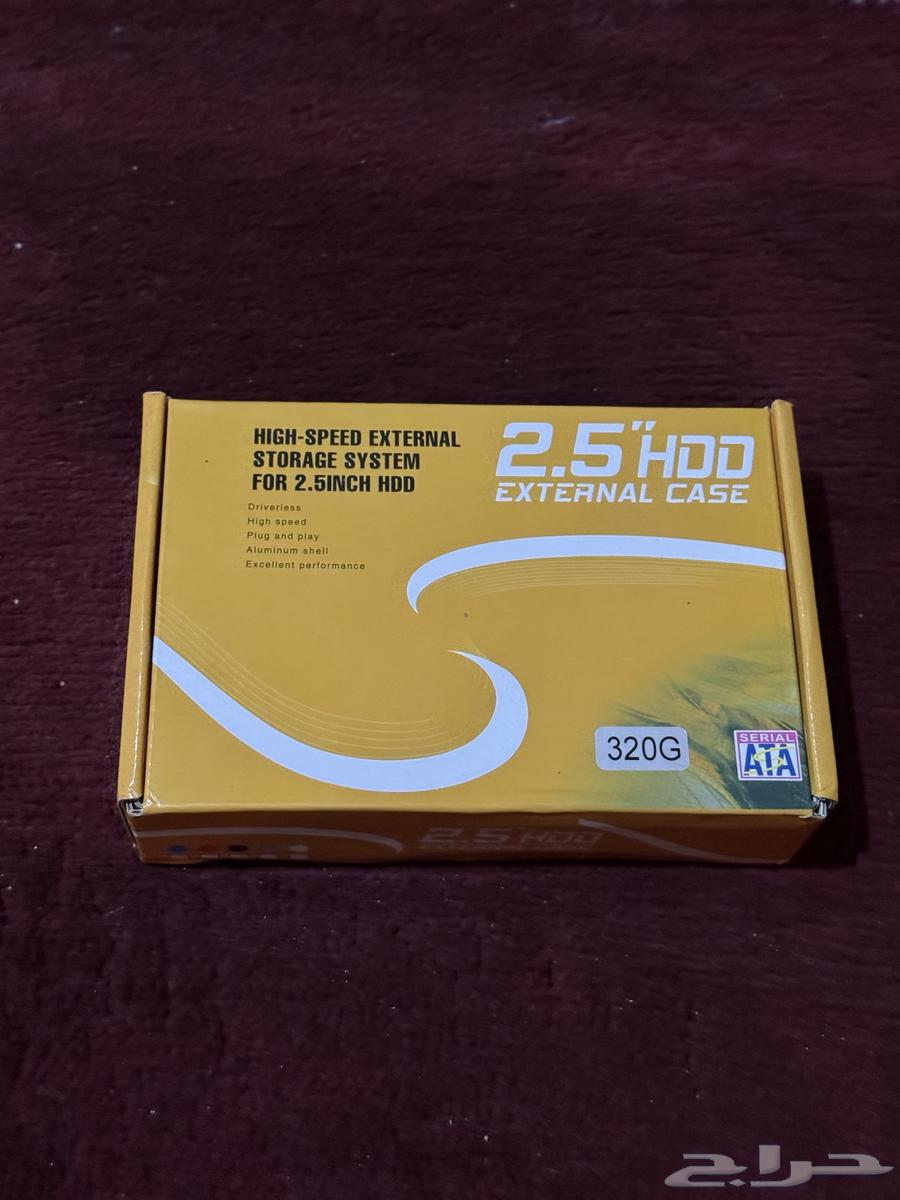 HIGH-SPEED EXTERNAL
STORAGE SYSTEM
FOR 2.5INCH HDD
Driverless
High speed
Plug and play
Aluminum shell
Excellent performance
2.5" HDD
EXTERNAL CASE
320G
SERIAL
ATA
2.5" HDD
حراج